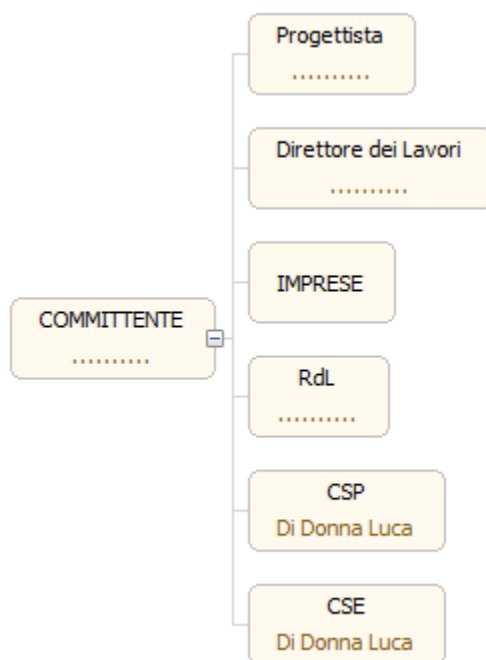 Progettista
..........
Direttore dei Lavori
..........
IMPRESE
COMMITTENTE
..........
RdL
..........
CSP
Di Donna Luca
CSE
Di Donna Luca